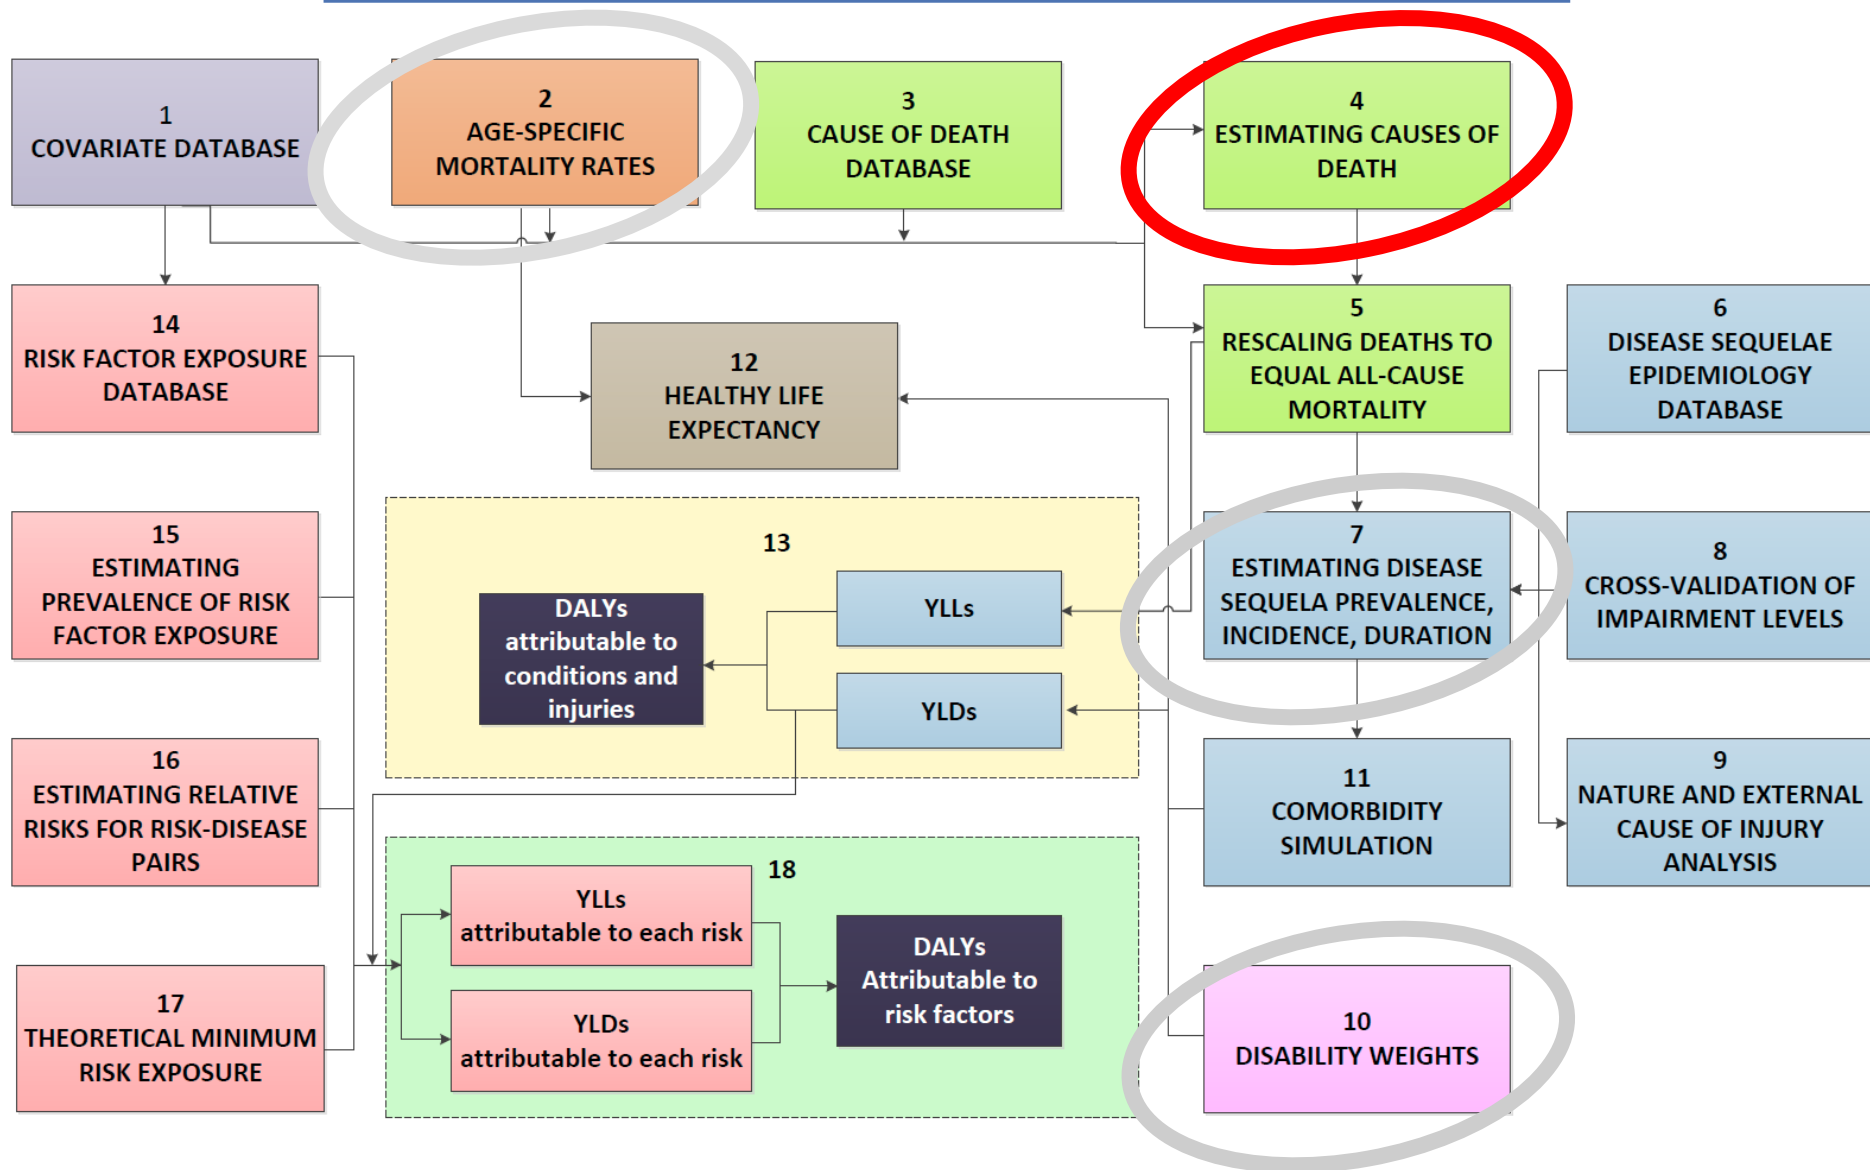 1
COVARIATE DATABASE
2
AGE-SPECIFIC
MORTALITY RATES
3
CAUSE OF DEATH
DATABASE
4
ESTIMATING CAUSES OF
DEATH
14
RISK FACTOR EXPOSURE
DATABASE
12
HEALTHY LIFE
EXPECTANCY
5
RESCALING DEATHS TO
EQUAL ALL-CAUSE
MORTALITY
6
DISEASE SEQUELAE
EPIDEMIOLOGY
DATABASE
15
ESTIMATING
PREVALENCE OF RISK
FACTOR EXPOSURE
13
DALYs
attributable to
conditions and
injuries
YLLs
YLDs
7
ESTIMATING DISEASE
SEQUELA PREVALENCE,
INCIDENCE, DURATION
8
CROSS-VALIDATION OF
IMPAIRMENT LEVELS
16
ESTIMATING RELATIVE
RISKS FOR RISK-DISEASE
PAIRS
11
COMORBIDITY
SIMULATION
9
NATURE AND EXTERNAL
CAUSE OF INJURY
ANALYSIS
17
THEORETICAL MINIMUM
RISK EXPOSURE
18
YLLs
attributable to each risk
YLDs
attributable to each risk
DALYs
Attributable to
risk factors
10
DISABILITY WEIGHTS